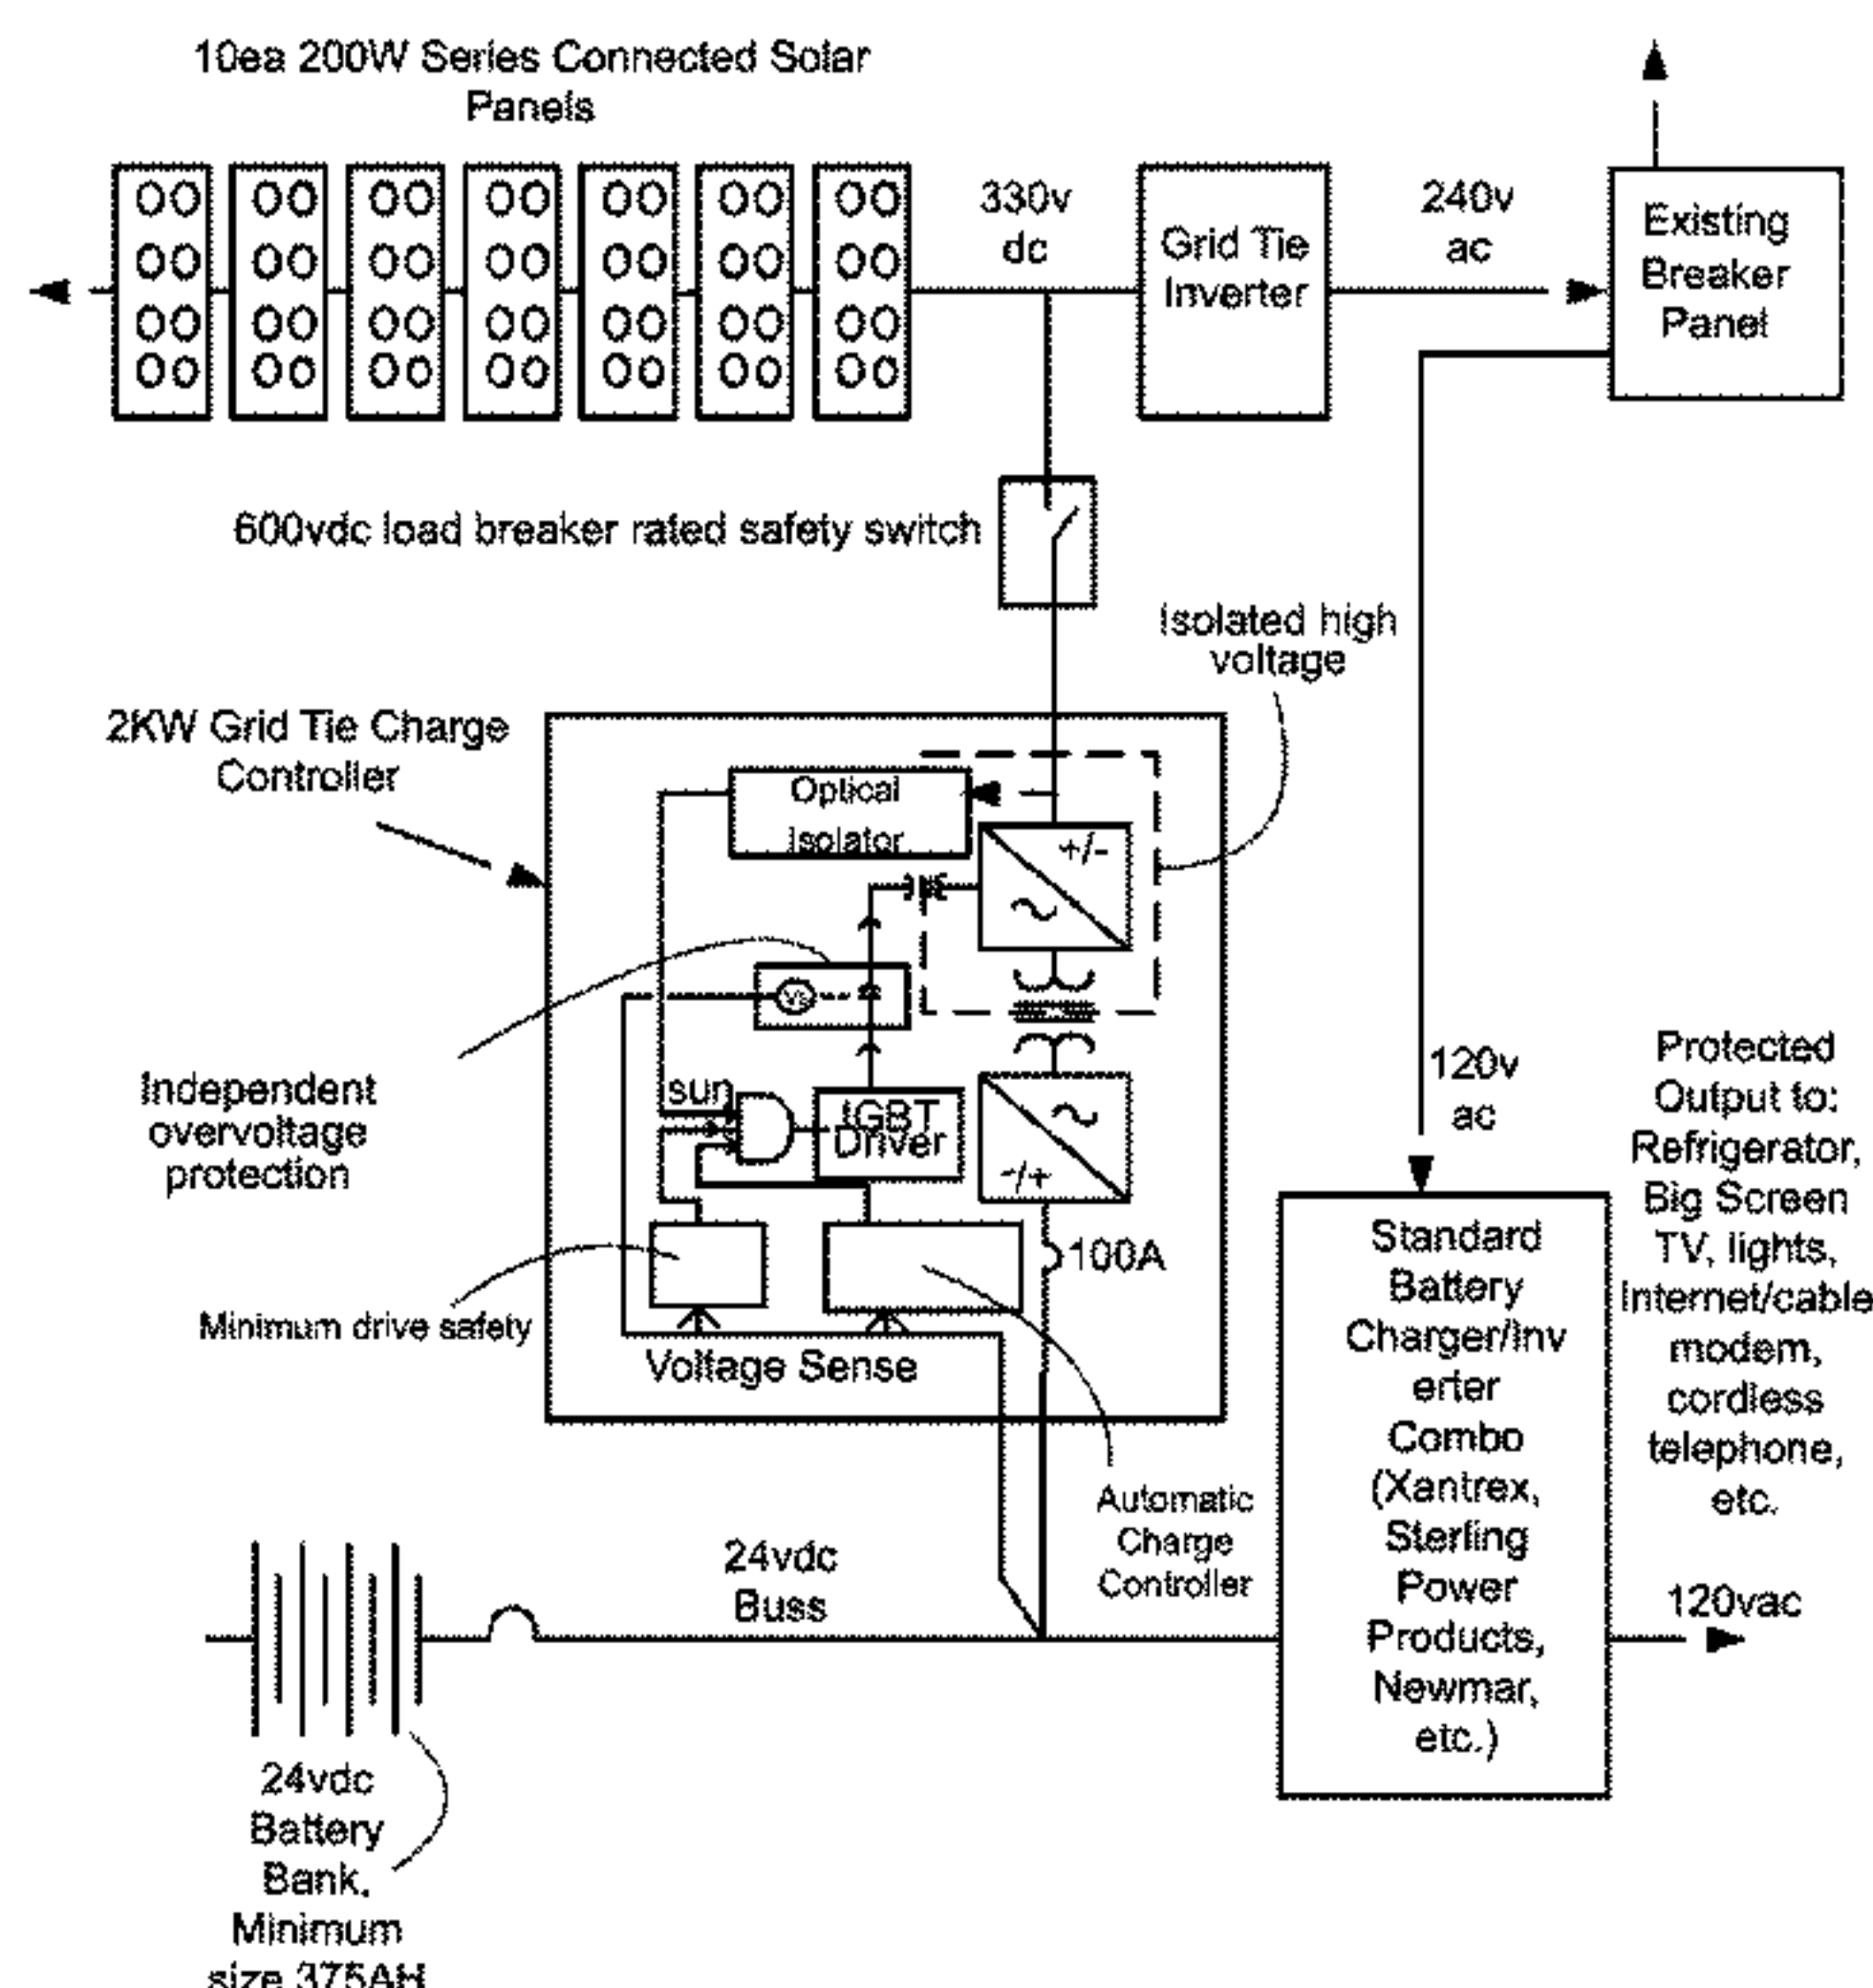 10ea 200W Series Connected Solar
Panels
330v
dc
Grid Tie
Inverter
240v
ac
Existing
Breaker
Panel
600vdc load breaker rated safety switch
Isolated high
voltage
2KW Grid Tie Charge
Controller
Optical
Isolator
+/-
Vs
Independent
overvoltage
protection
sun
IGBT
Driver
-/+
100A
Minimum drive safety
Voltage Sense
Automatic
Charge
Controller
120v
ac
Protected
Output to:
Refrigerator,
Big Screen
TV, lights,
Internet/cable
modem,
cordless
telephone,
etc.
Standard
Battery
Charger/Inv
erter
Combo
(Xantrex,
Sterling
Power
Products,
Newmar,
etc.)
120vac
24vdc
Buss
24vdc
Battery
Bank,
Minimum
size 375AH